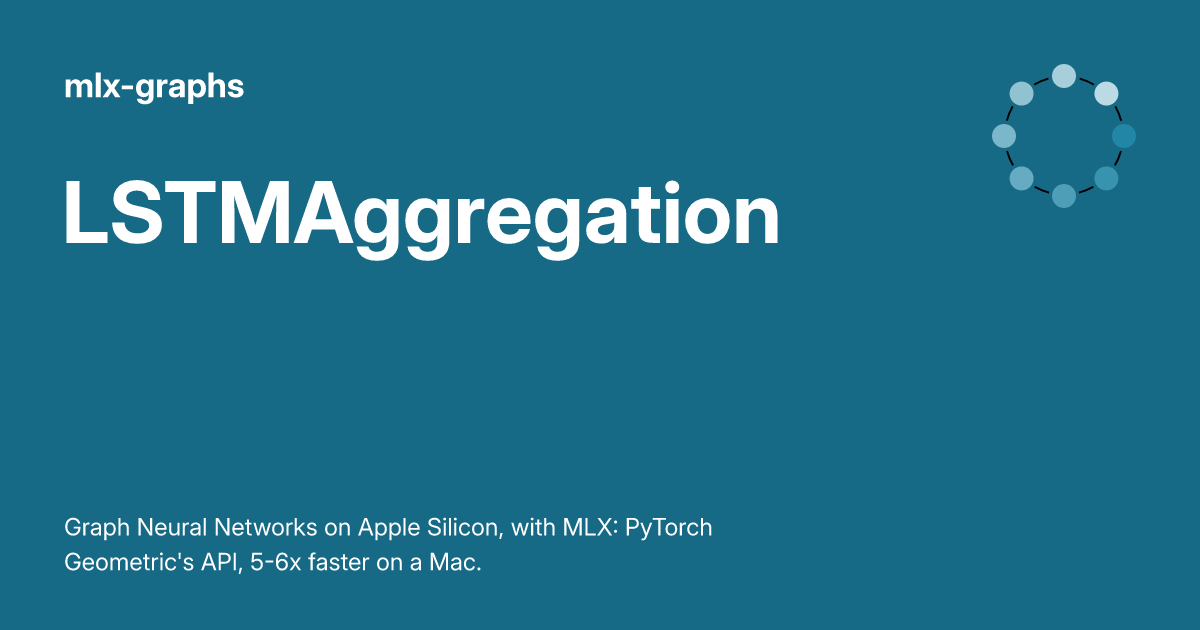 mlx-graphs
LSTMAggregation
Graph Neural Networks on Apple Silicon, with MLX: PyTorch
Geometric's API, 5-6x faster on a Mac.